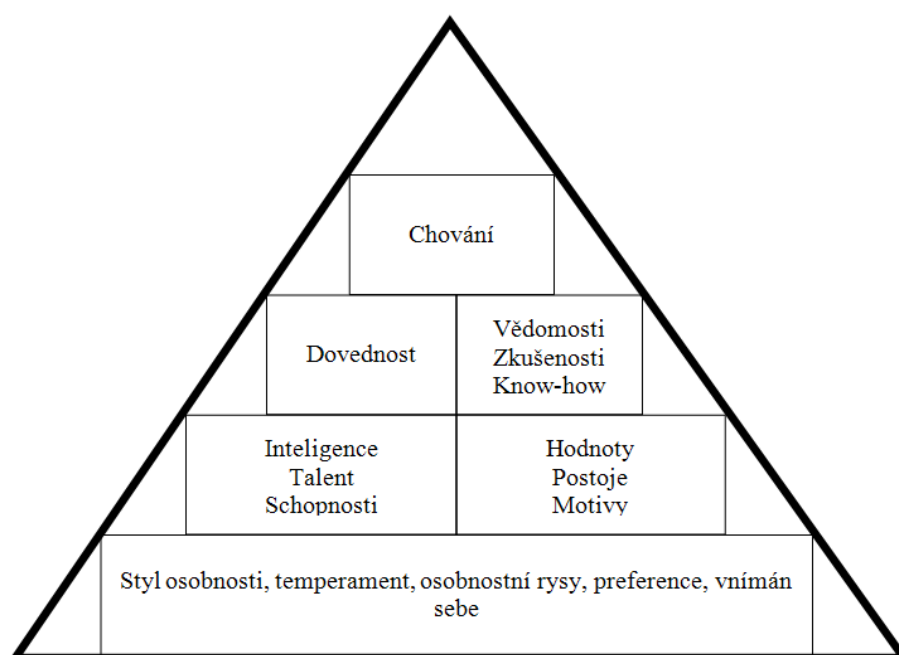 Chování
Dovednost
Vědomosti
Zkušenosti
Know-how
Inteligence
Talent
Schopnosti
Hodnoty
Postoje
Motivy
Styl osobnosti, temperament, osobnostní rysy, preference, vnímán
sebe